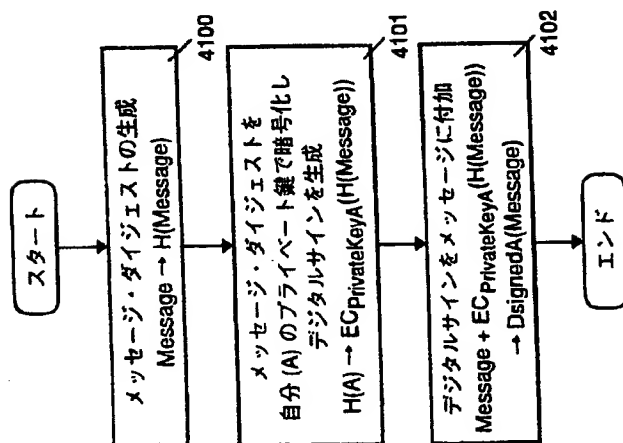 スタート
メッセージ・ダイジェストの生成
Message → H(Message)
4100
メッセージ・ダイジェストを
自分(A)のプライベート鍵で暗号化し
デジタルサインを生成
H(A) → ECPrivateKeyA(H(Message))
4101
デジタルサインをメッセージに付加
Message + ECPrivateKeyA(H(Message))
→ DsignedA(Message)
4102
エンド